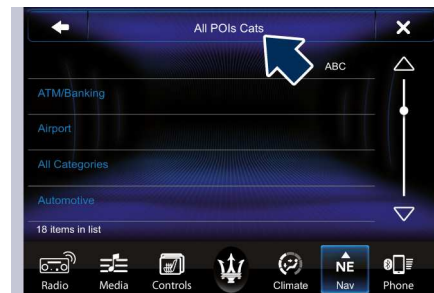 All POIs Cats
ABC
ATM/Banking
Airport
All Categories
Automotive
18 items in list
NE
Radio Media Controls Climate Nav Phone